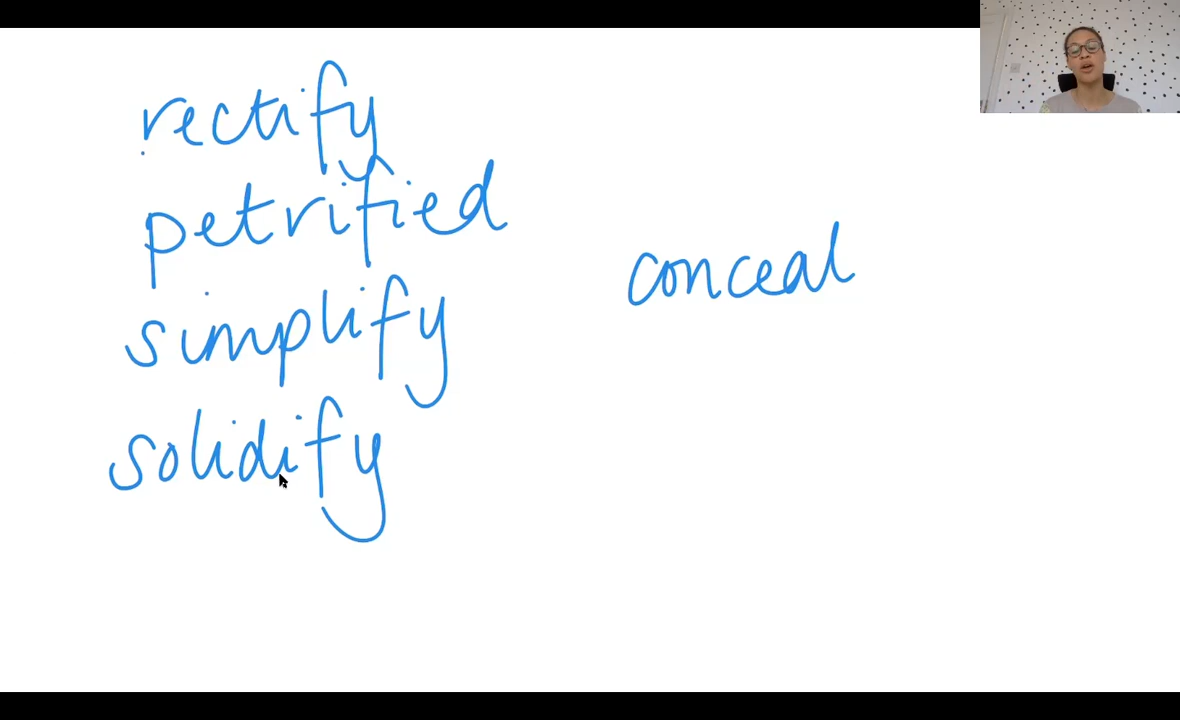 rectify
petrified
simplify
solidify
conceal